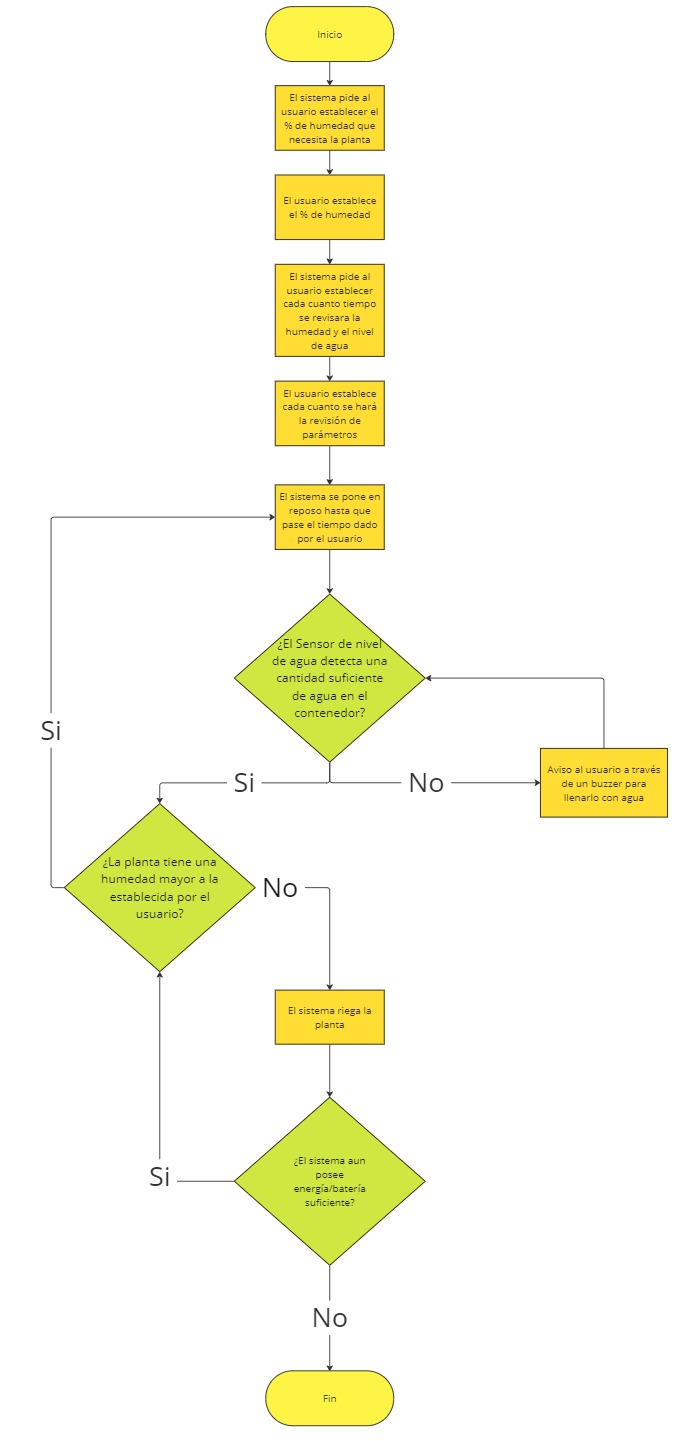 Inicio
El sistema pide al
usuario establecer el
% de humedad que
necesita la planta
El usuario establece
el % de humedad
El sistema pide al
usuario establecer
cada cuanto tiempo
se revisara la
humedad y el nivel
de agua
El usuario establece
cada cuanto se hará
la revisión de
parámetros
El sistema se pone en
reposo hasta que
pase el tiempo dado
por el usuario
¿El Sensor de nivel
de agua detecta una
cantidad suficiente
de agua en el
contenedor?
Si
Si
No
Aviso al usuario a través
de un buzzer para
llenarlo con agua
¿La planta tiene una
humedad mayor a la
establecida por el
usuario?
No
El sistema riega la
planta
¿El sistema aun
posee
energía/batería
suficiente?
Si
No
Fin